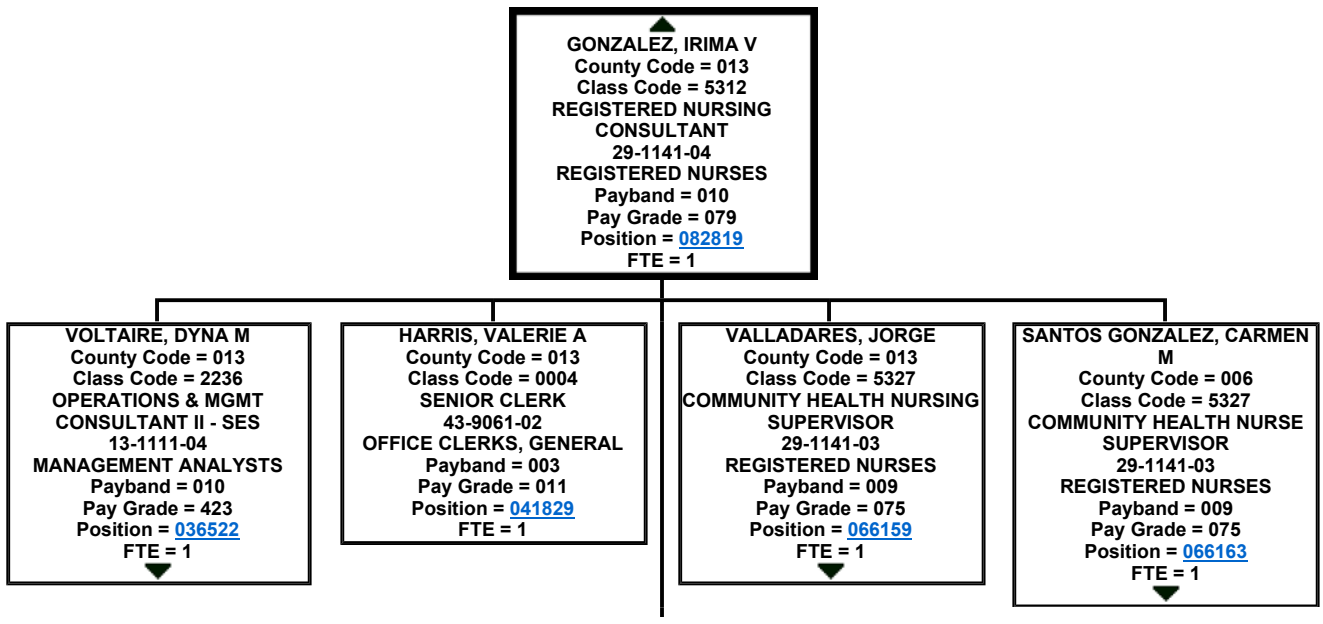 GONZALEZ, IRIMA V
County Code = 013
Class Code = 5312
REGISTERED NURSING
CONSULTANT
29-1141-04
REGISTERED NURSES
Payband = 010
Pay Grade = 079
Position = 082819
FTE = 1
VOLTAIRE, DYNA M
County Code = 013
Class Code = 2236
OPERATIONS & MGMT
CONSULTANT II - SES
13-1111-04
MANAGEMENT ANALYSTS
Payband = 010
Pay Grade = 423
Position = 036522
FTE = 1
HARRIS, VALERIE A
County Code = 013
Class Code = 0004
SENIOR CLERK
43-9061-02
OFFICE CLERKS, GENERAL
Payband = 003
Pay Grade = 011
Position = 041829
FTE = 1
VALLADARES, JORGE
County Code = 013
Class Code = 5327
COMMUNITY HEALTH NURSING
SUPERVISOR
29-1141-03
REGISTERED NURSES
Payband = 009
Pay Grade = 075
Position = 066159
FTE = 1
SANTOS GONZALEZ, CARMEN
M
County Code = 006
Class Code = 5327
COMMUNITY HEALTH NURSE
SUPERVISOR
29-1141-03
REGISTERED NURSES
Payband = 009
Pay Grade = 075
Position = 066163
FTE = 1